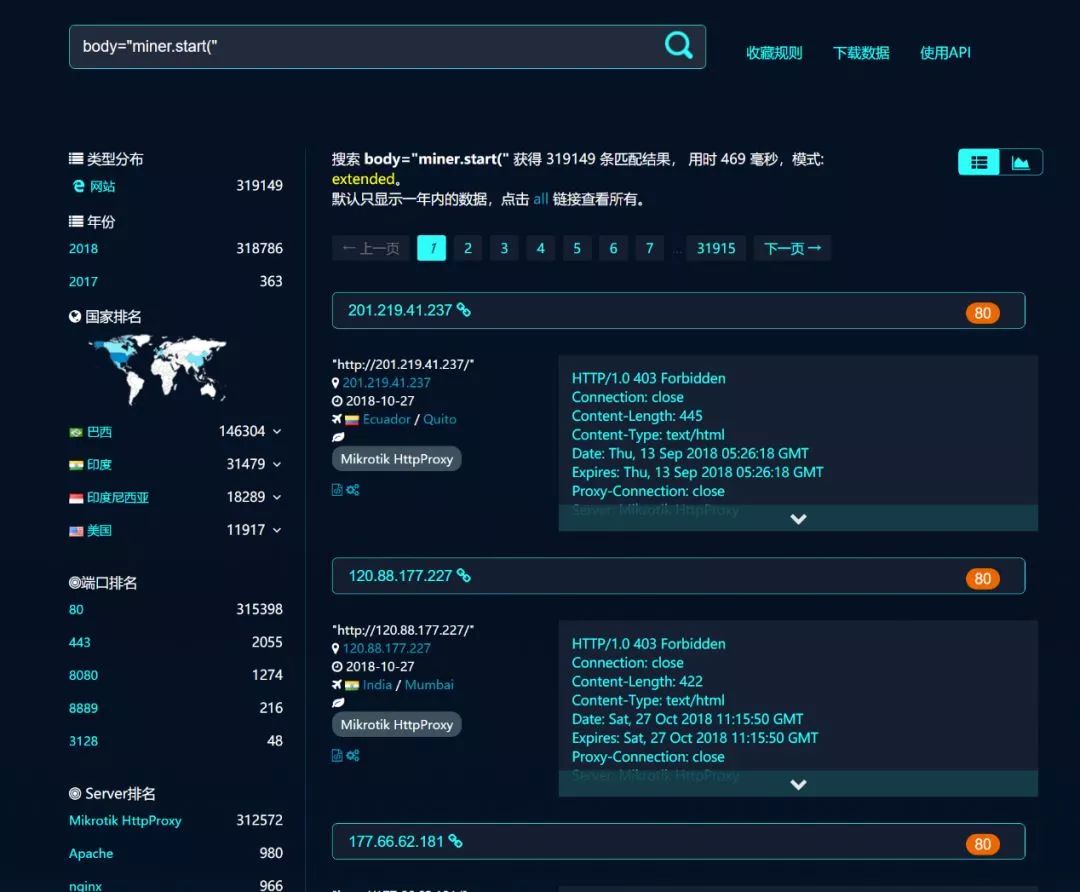 body="miner.start("
收藏规则 下载数据 使用API
类型分布
网站 319149
年份
2018 318786
2017 363
国家排名
巴西 146304
印度 31479
印度尼西亚 18289
美国 11917
端口排名
80 315398
443 2055
8080 1274
8889 216
3128 48
Server排名
Mikrotik HttpProxy 312572
Apache 980
nginx 966
搜索 body="miner.start(" 获得 319149 条匹配结果， 用时 469 毫秒，模式:
extended。
默认只显示一年内的数据，点击 all 链接查看所有。
←上一页 1 2 3 4 5 6 7 ... 31915 下一页→
201.219.41.237 80
"http://201.219.41.237/"
201.219.41.237
2018-10-27
Ecuador / Quito
Mikrotik HttpProxy
HTTP/1.0 403 Forbidden
Connection: close
Content-Length: 445
Content-Type: text/html
Date: Thu, 13 Sep 2018 05:26:18 GMT
Expires: Thu, 13 Sep 2018 05:26:18 GMT
Proxy-Connection: close
Server: Mikrotik HttpProxy
120.88.177.227 80
"http://120.88.177.227/"
120.88.177.227
2018-10-27
India / Mumbai
Mikrotik HttpProxy
HTTP/1.0 403 Forbidden
Connection: close
Content-Length: 422
Content-Type: text/html
Date: Sat, 27 Oct 2018 11:15:50 GMT
Expires: Sat, 27 Oct 2018 11:15:50 GMT
Proxy-Connection: close
Server: Mikrotik HttpProxy
177.66.62.181 80